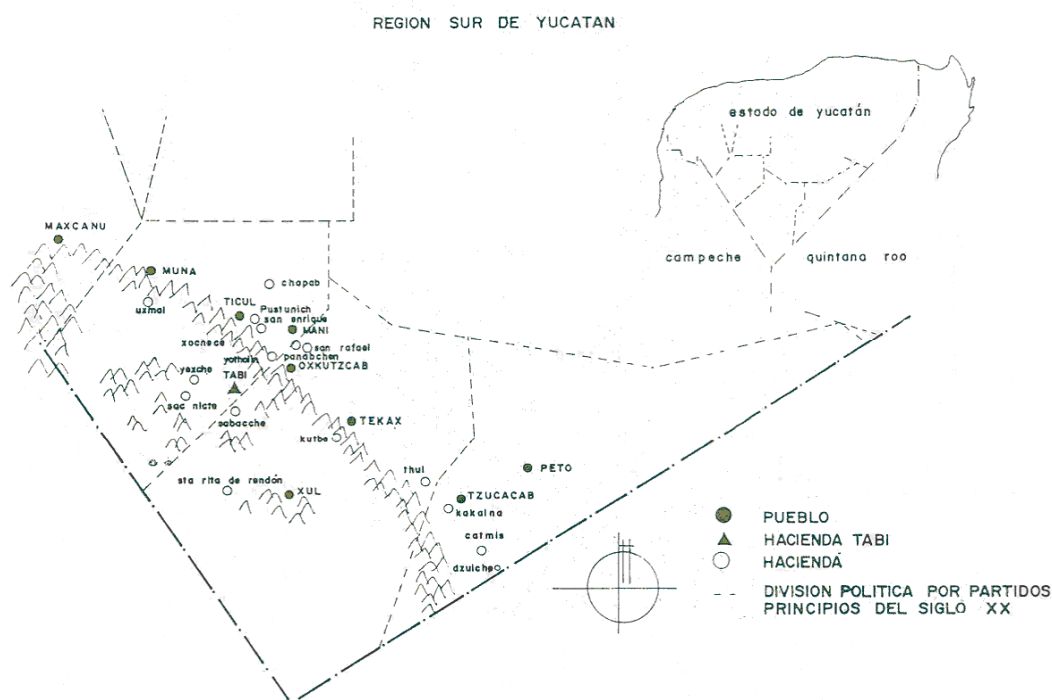 REGION SUR DE YUCATAN
estado de yucatán
campeche
quintana roo
MAXCANU
MUNA
chapab
uxmal
TICUL
Pustunich
san enrique
MANI
xochecé
san rafael
yotholin
panabchen
OXKUTZCAB
yaxche
TABI
sac nicte
sabacche
TEKAX
kutbe
thul
PETO
sta rita de rendón
XUL
TZUCACAB
kakalna
catmis
dzuiche
PUEBLO
HACIENDA TABI
HACIENDA
DIVISION POLITICA POR PARTIDOS
PRINCIPIOS DEL SIGLO XX